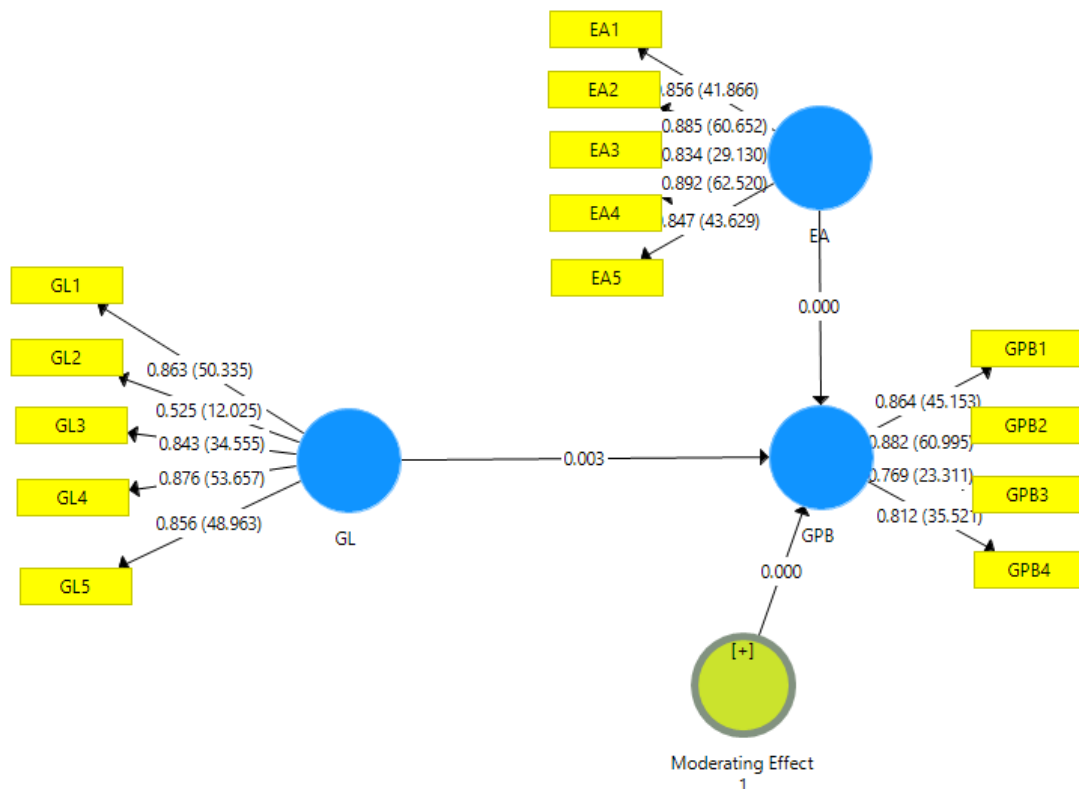 EA1
.856 (41.866)
EA2
0.885 (60.652)
EA3
0.834 (29.130)
0.892 (62.520)
EA4
.847 (43.629)
EA
EA5
GL1
0.000
GPB1
GL2
0.863 (50.335)
0.864 (45.153)
0.525 (12.025)
GL3
GPB2
0.843 (34.555)
0.882 (60.995)
0.003
0.876 (53.657)
0.769 (23.311)
GL4
GPB3
0.856 (48.963)
0.812 (35.521)
GL
GPB
GPB4
0.000
GL5
[+]
Moderating Effect
1